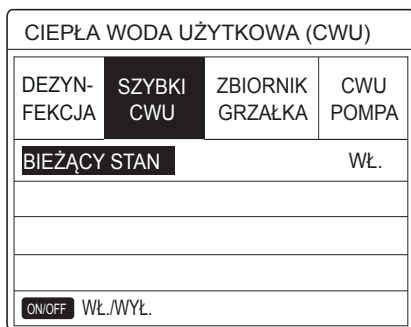 CIEPŁA WODA UŻYTKOWA (CWU)
DEZYN-
FEKCJA
SZYBKI
CWU
ZBIORNIK
GRZAŁKA
CWU
POMPA
BIEŻĄCY STAN WŁ.
ON/OFF WŁ./WYŁ.